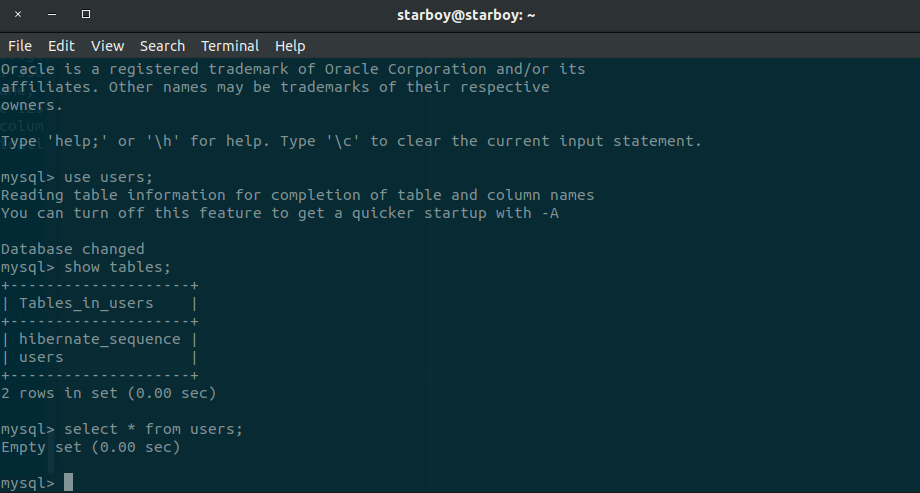 starboy@starboy: ~
File Edit View Search Terminal Help
Oracle is a registered trademark of Oracle Corporation and/or its
affiliates. Other names may be trademarks of their respective
owners.
Type 'help;' or '\h' for help. Type '\c' to clear the current input statement.
mysql> use users;
Reading table information for completion of table and column names
You can turn off this feature to get a quicker startup with -A
Database changed
mysql> show tables;
+--------------------+
| Tables_in_users    |
+--------------------+
| hibernate_sequence |
| users              |
+--------------------+
2 rows in set (0.00 sec)
mysql> select * from users;
Empty set (0.00 sec)
mysql>